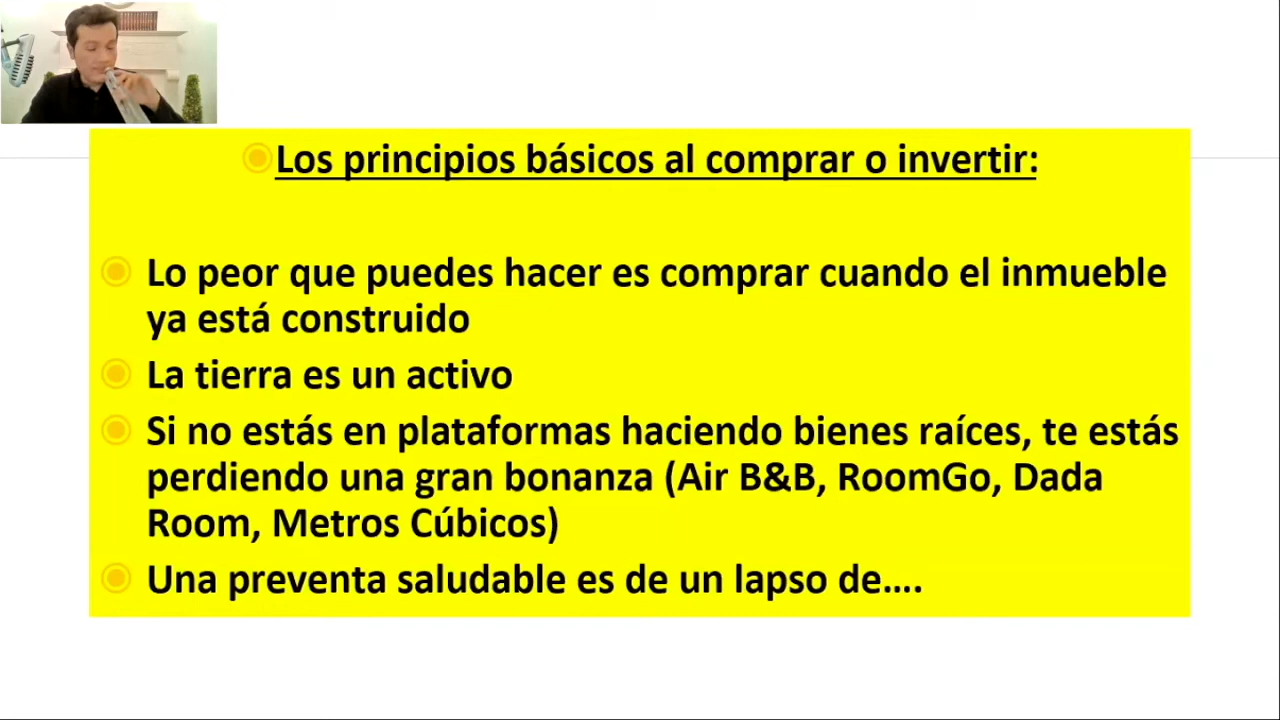 Los principios básicos al comprar o invertir:
Lo peor que puedes hacer es comprar cuando el inmueble
ya está construido
La tierra es un activo
Si no estás en plataformas haciendo bienes raíces, te estás
perdiendo una gran bonanza (Air B&B, RoomGo, Dada
Room, Metros Cúbicos)
Una preventa saludable es de un lapso de....